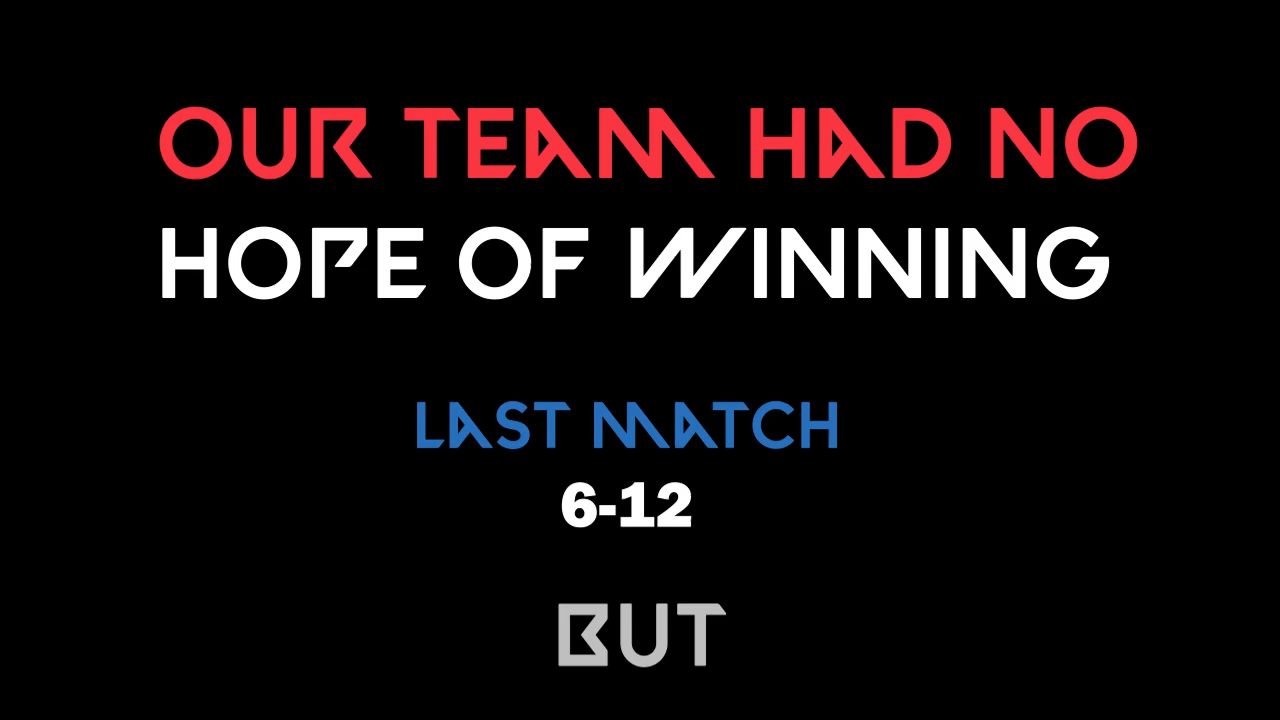 OUR TEAM HAD NO
HOPE OF WINNING
LAST MATCH
6-12
BUT